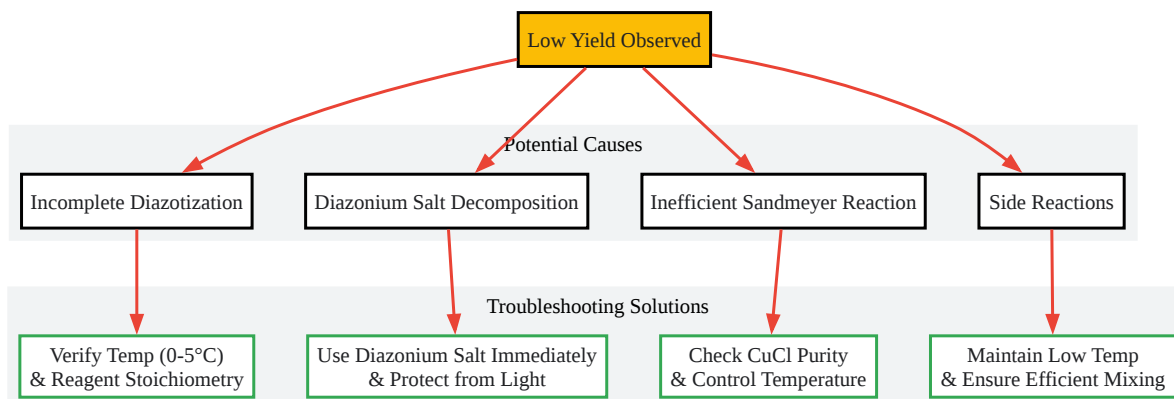 Low Yield Observed
Potential Causes
Incomplete Diazotization
Diazonium Salt Decomposition
Inefficient Sandmeyer Reaction
Side Reactions
Troubleshooting Solutions
Verify Temp (0-5°C)
& Reagent Stoichiometry
Use Diazonium Salt Immediately
& Protect from Light
Check CuCl Purity
& Control Temperature
Maintain Low Temp
& Ensure Efficient Mixing